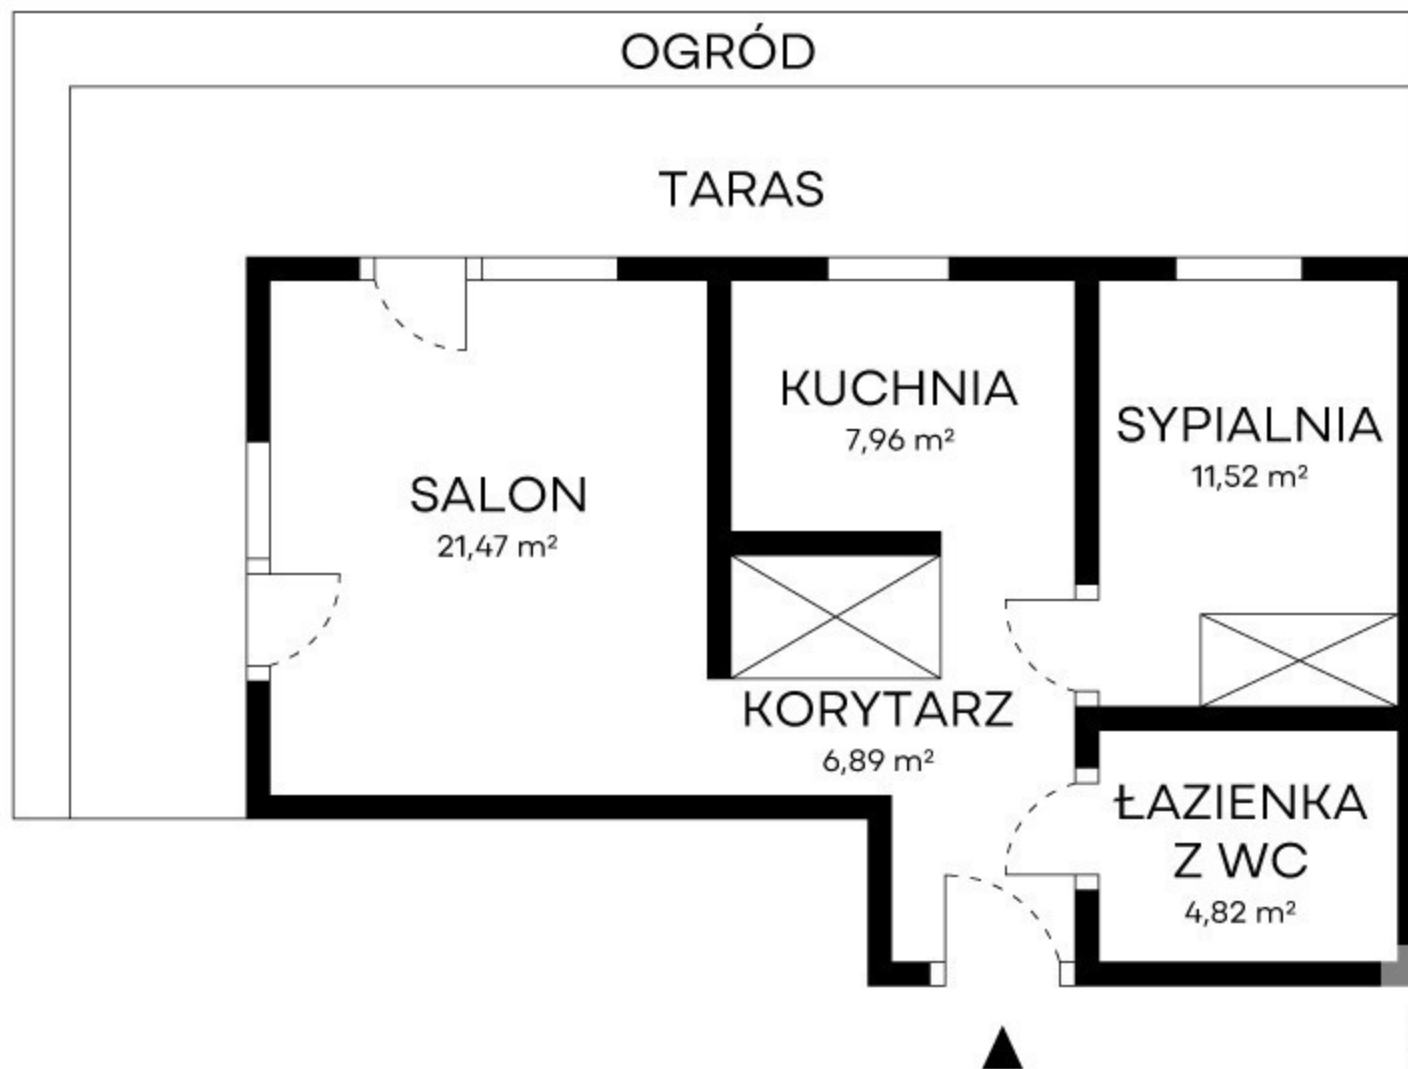 OGRÓD
TARAS
KUCHNIA
7,96 m²
SYPIALNIA
11,52 m²
SALON
21,47 m²
KORYTARZ
6,89 m²
ŁAZIENKA
Z WC
4,82 m²